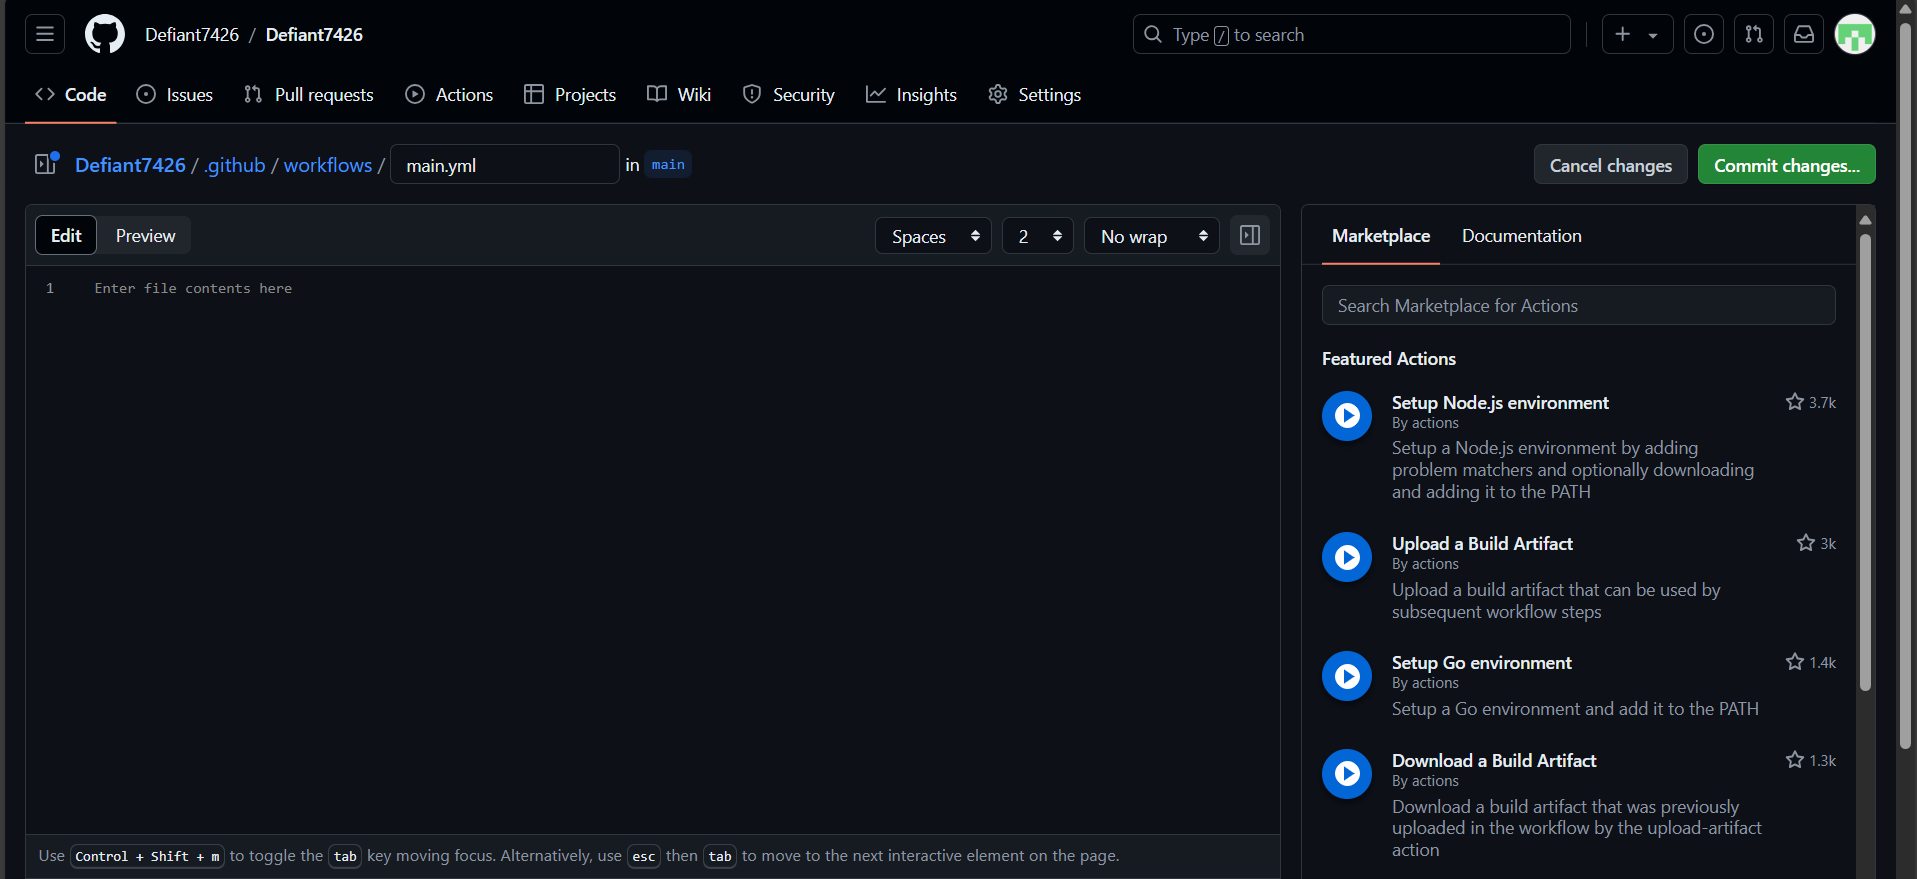 Defiant7426 / Defiant7426
Type / to search
Code Issues Pull requests Actions Projects Wiki Security Insights Settings
Defiant7426 / .github / workflows / main.yml in main
Cancel changes Commit changes...
Edit Preview
Spaces 2 No wrap
1 Enter file contents here
Use Control + Shift + m to toggle the tab key moving focus. Alternatively, use esc then tab to move to the next interactive element on the page.
Marketplace Documentation
Search Marketplace for Actions
Featured Actions
Setup Node.js environment 3.7k
By actions
Setup a Node.js environment by adding
problem matchers and optionally downloading
and adding it to the PATH
Upload a Build Artifact 3k
By actions
Upload a build artifact that can be used by
subsequent workflow steps
Setup Go environment 1.4k
By actions
Setup a Go environment and add it to the PATH
Download a Build Artifact 1.3k
By actions
Download a build artifact that was previously
uploaded in the workflow by the upload-artifact
action